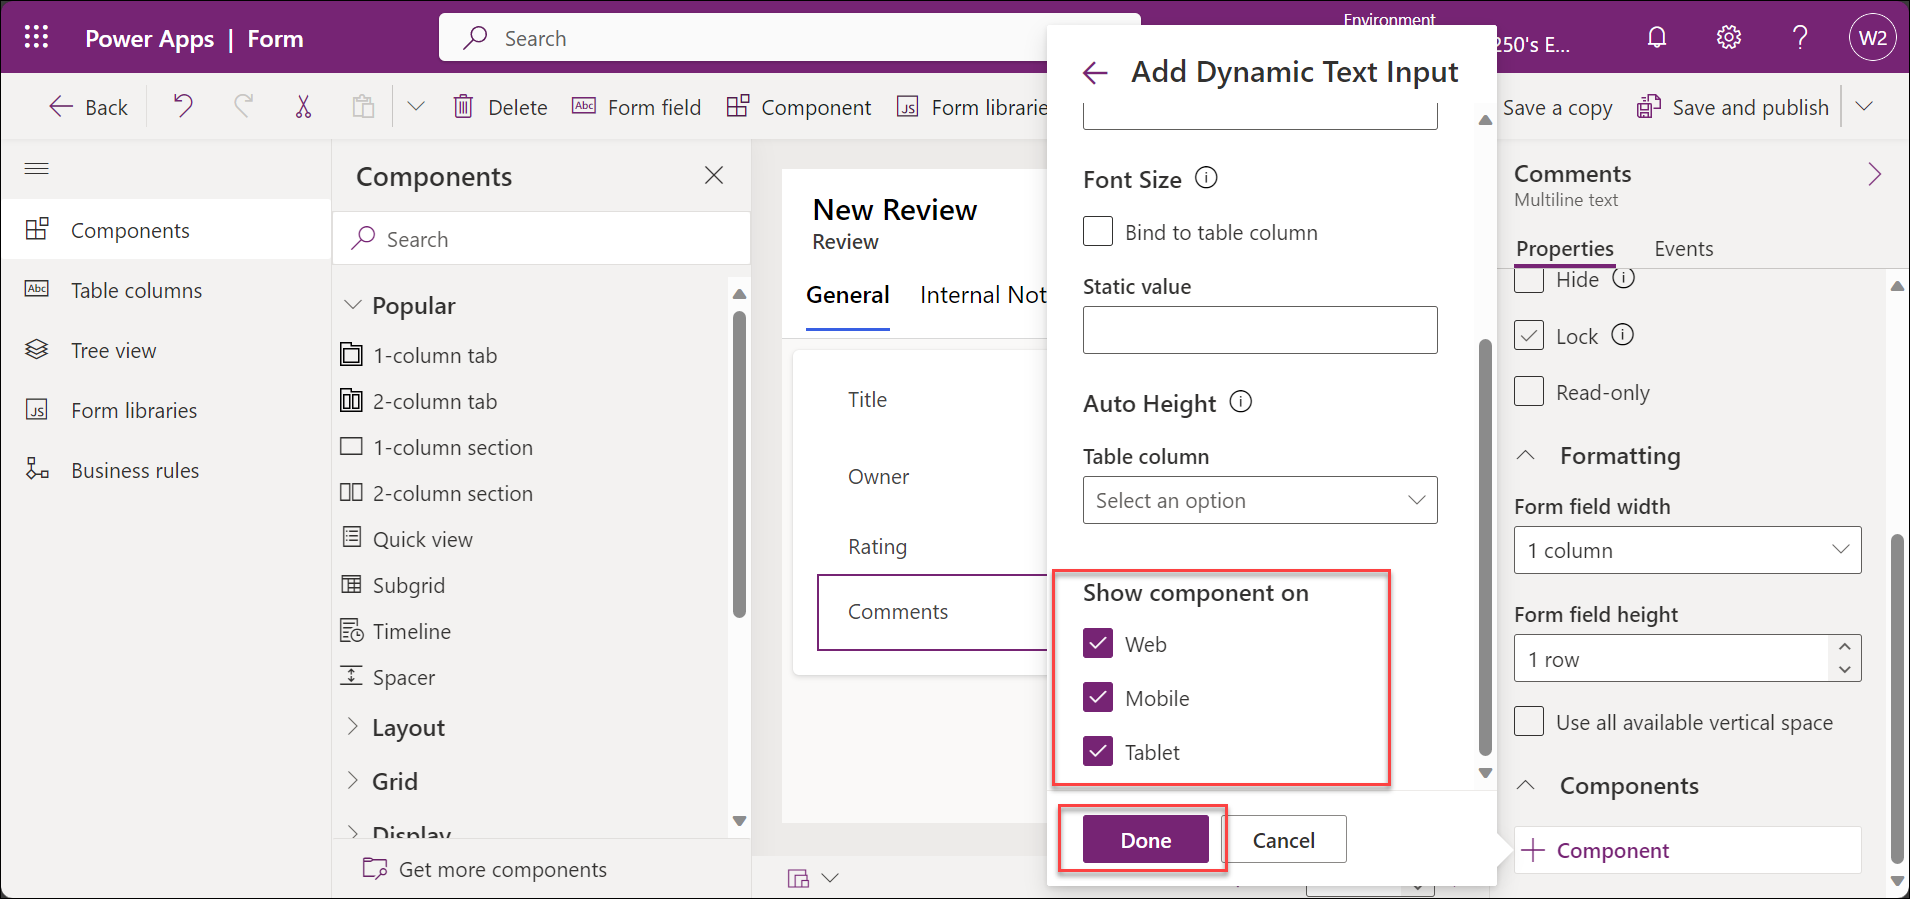 Power Apps | Form
Search
Environment
250's E...
W2
Back
Delete
Abc Form field
Component
JS Form librarie
Save a copy
Save and publish
Components
Abc Table columns
Tree view
JS Form libraries
Business rules
Components
Search
Popular
1-column tab
2-column tab
1-column section
2-column section
Quick view
Subgrid
Timeline
Spacer
Layout
Grid
Display
Get more components
New Review
Review
General
Internal Not
Title
Owner
Rating
Comments
Add Dynamic Text Input
Font Size
Bind to table column
Static value
Auto Height
Table column
Select an option
Show component on
Web
Mobile
Tablet
Done
Cancel
Comments
Multiline text
Properties
Events
Hide
Lock
Read-only
Formatting
Form field width
1 column
Form field height
1 row
Use all available vertical space
Components
Component